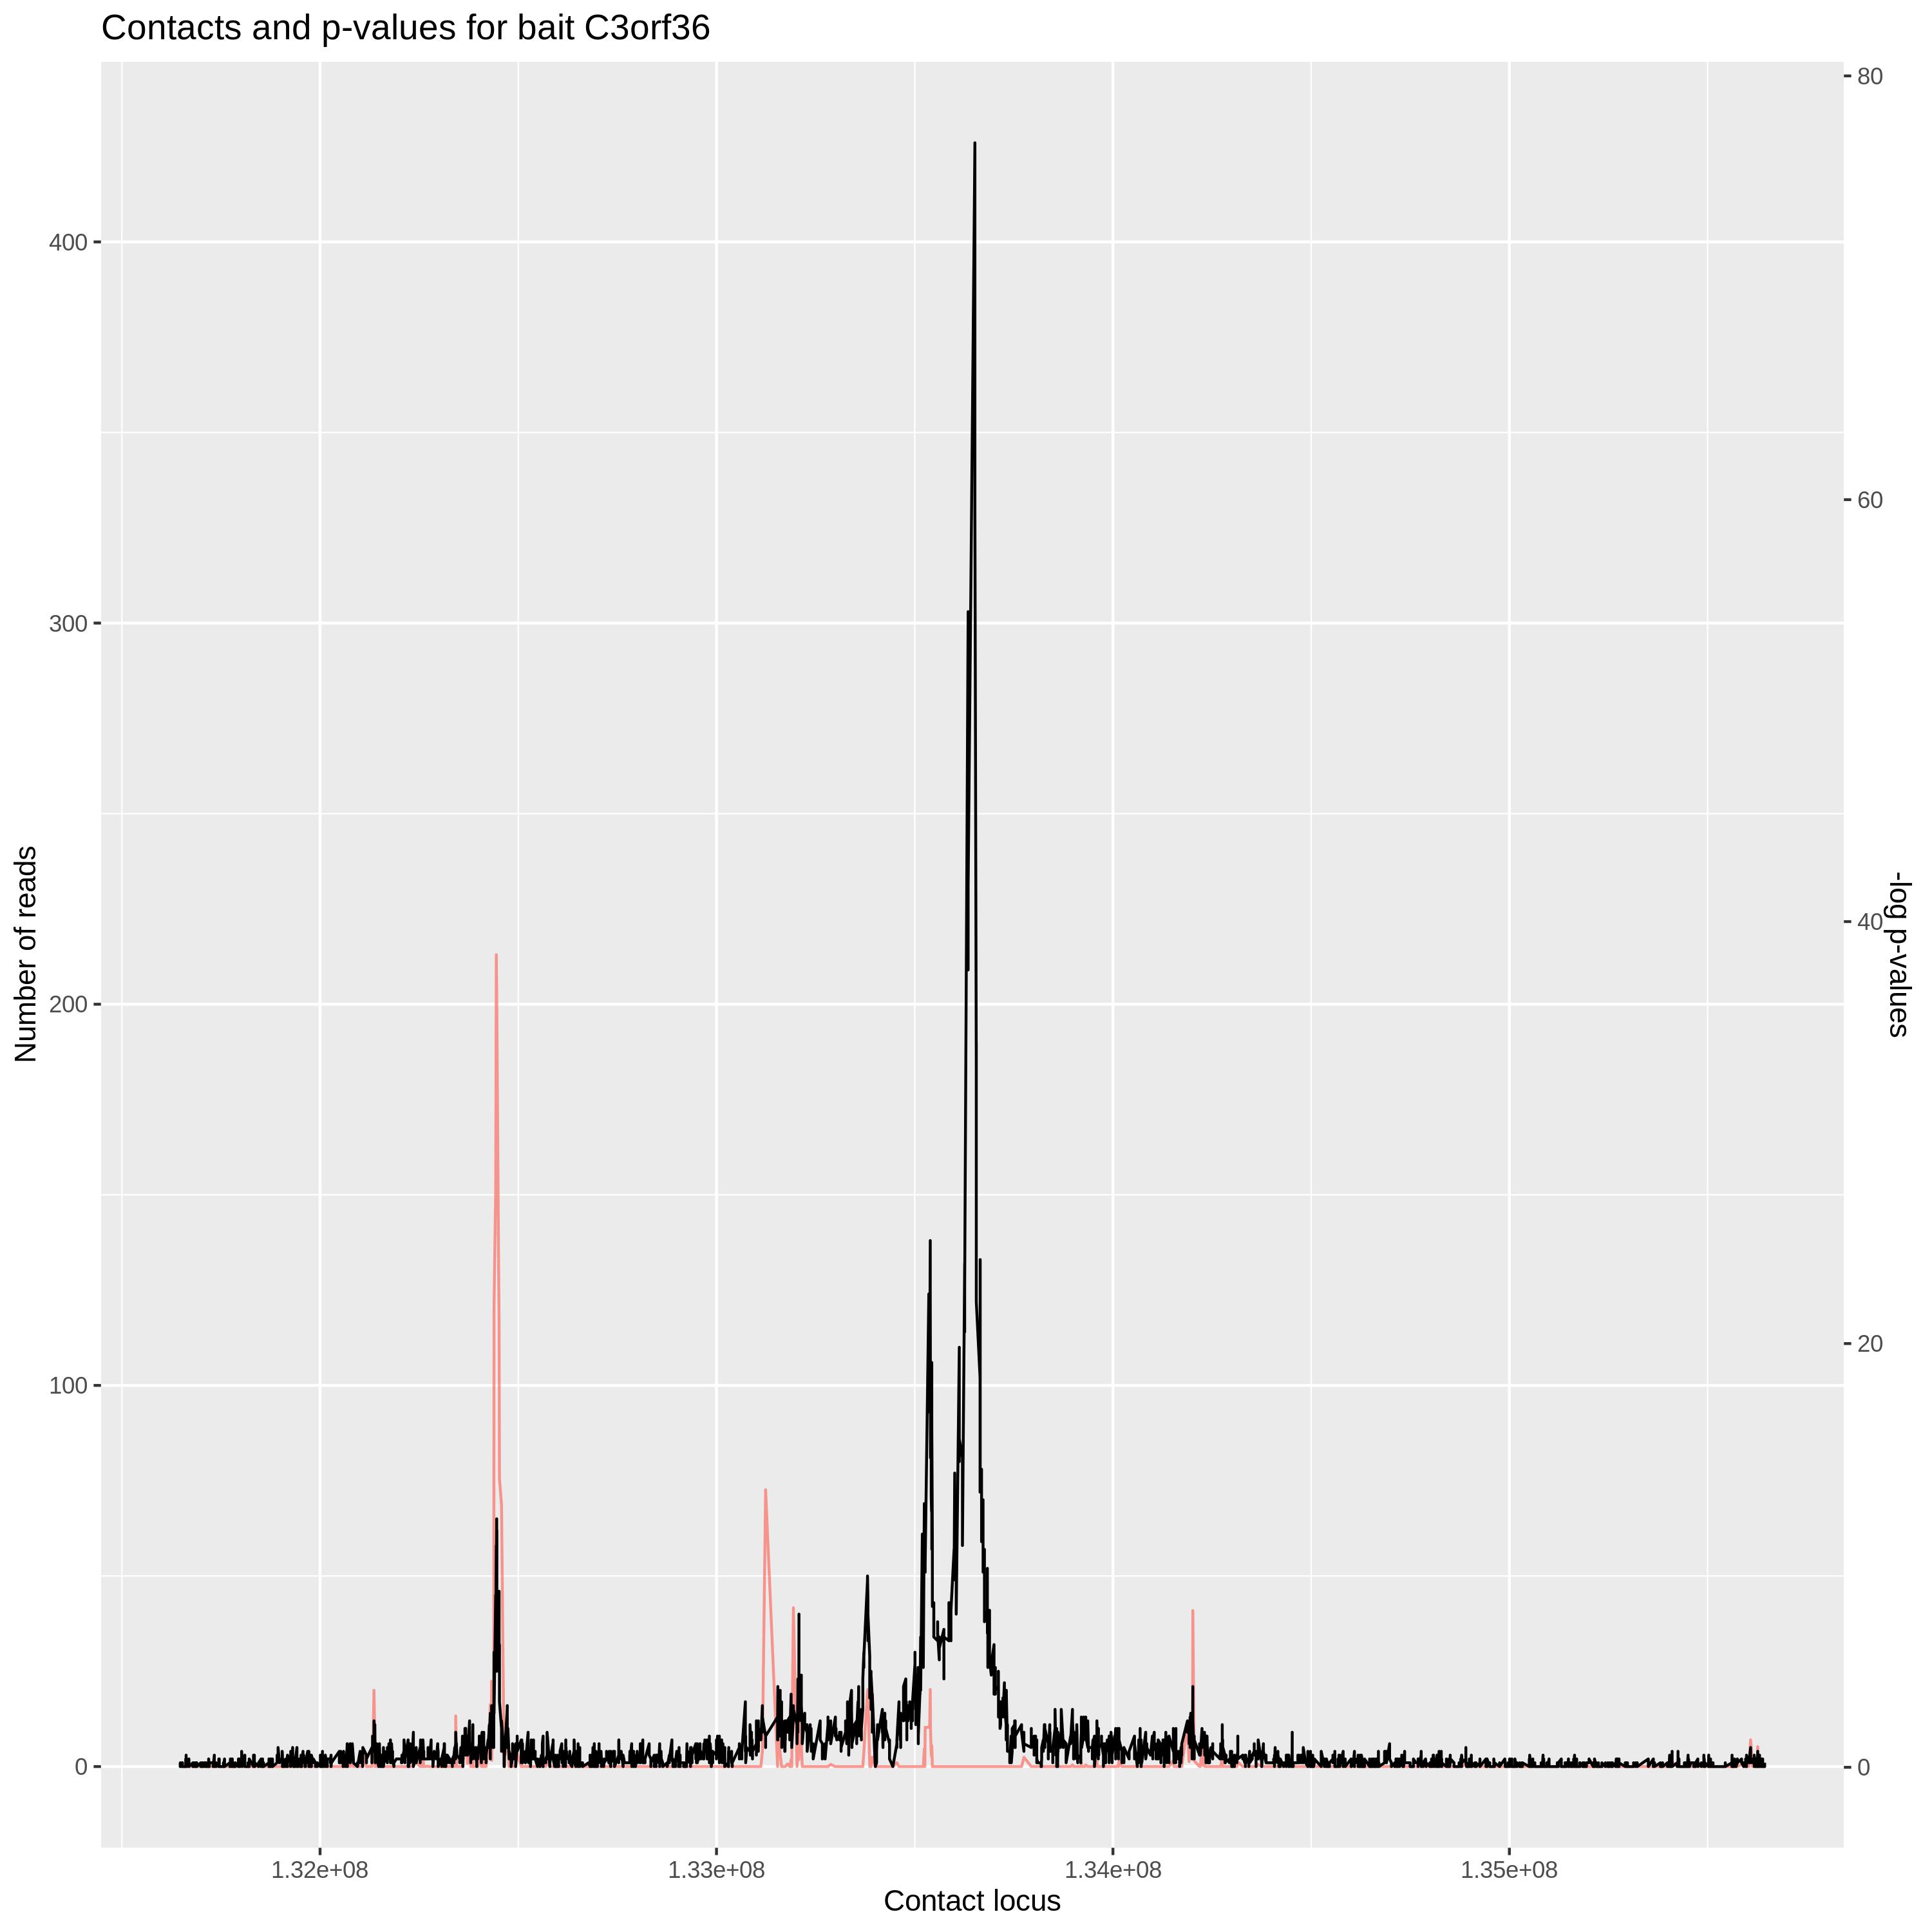 Contacts and p-values for bait C3orf36
Number of reads
400
300
200
100
0
80
60
40
20
0
-log p-values
1.32e+08 1.33e+08 1.34e+08 1.35e+08
Contact locus